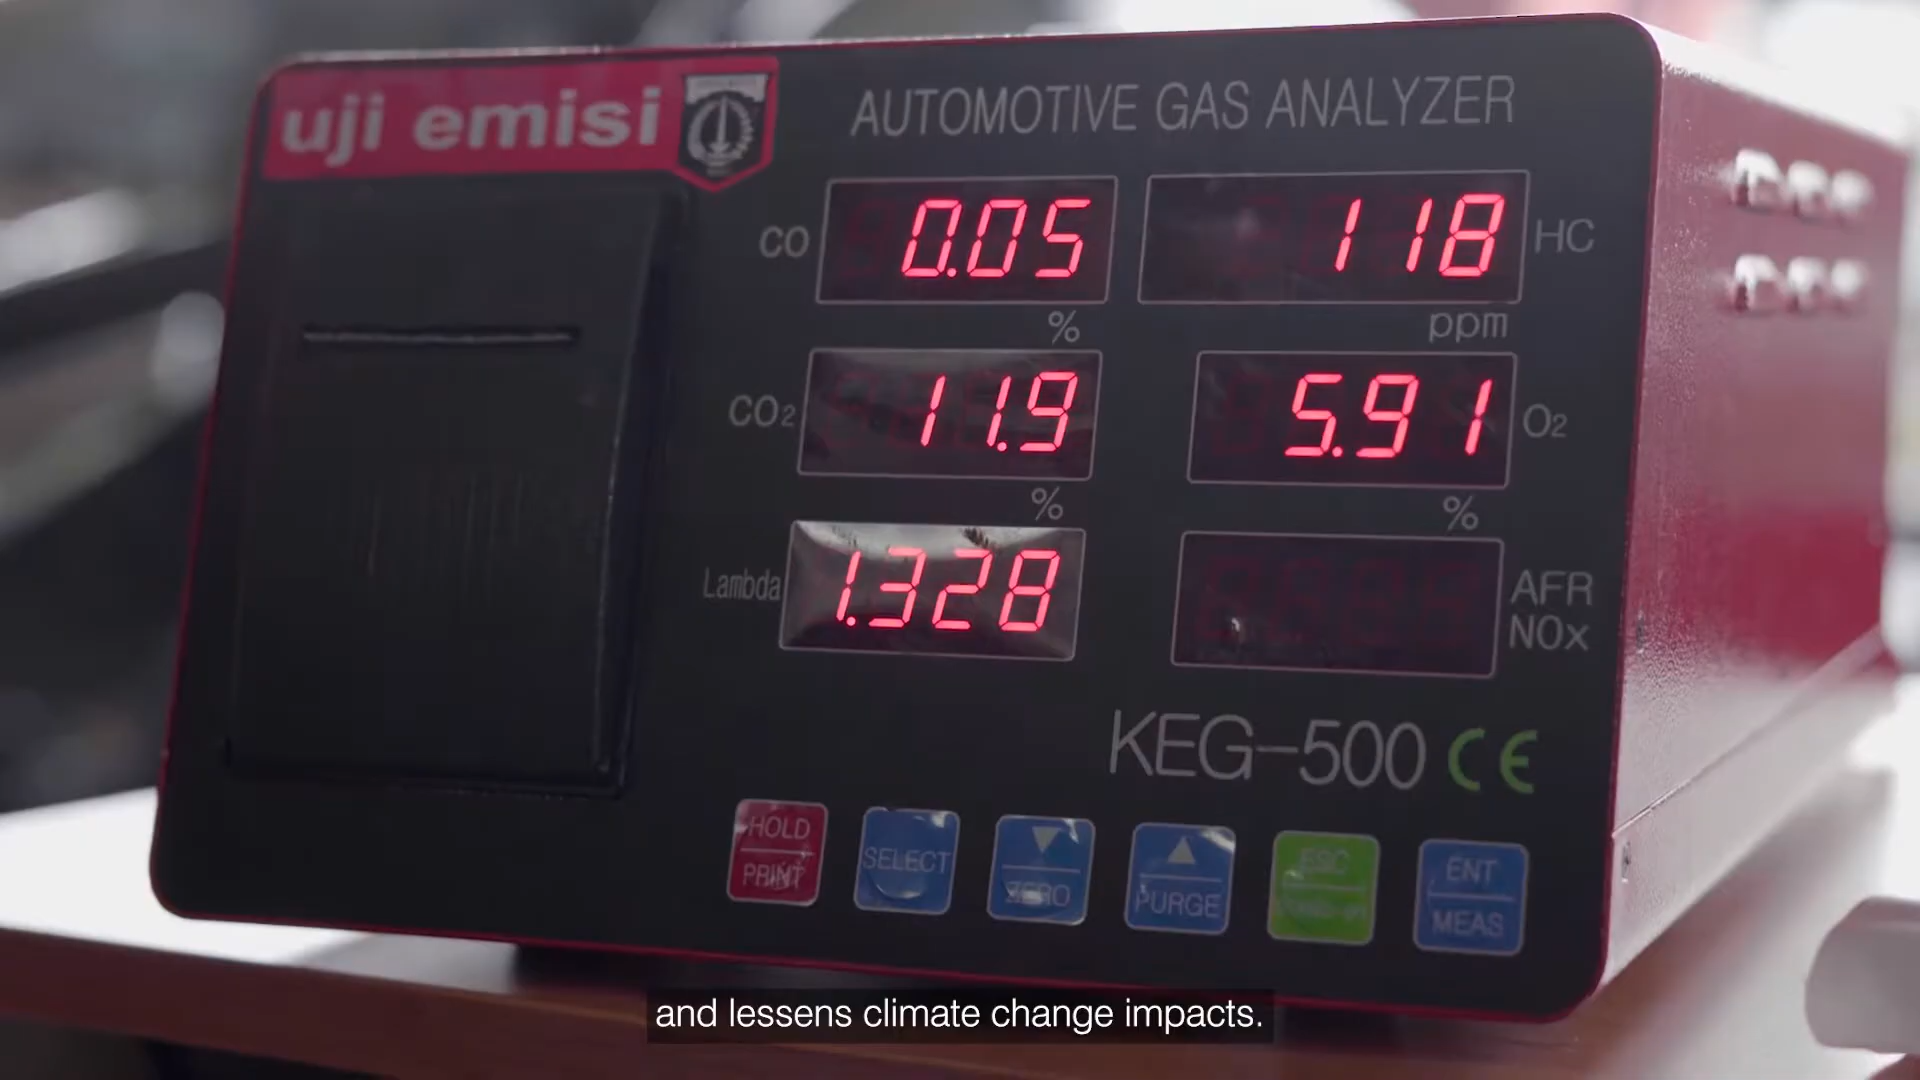 uji emisi
AUTOMOTIVE GAS ANALYZER
CO 0.05 %
118 HC ppm
CO2 11.9 %
5.91 O2 %
Lambda 1.328
AFR
NOx
KEG-500 CE
HOLD
PRINT
SELECT
▼
ZERO
▲
PURGE
ESC
ENT
MEAS
and lessens climate change impacts.